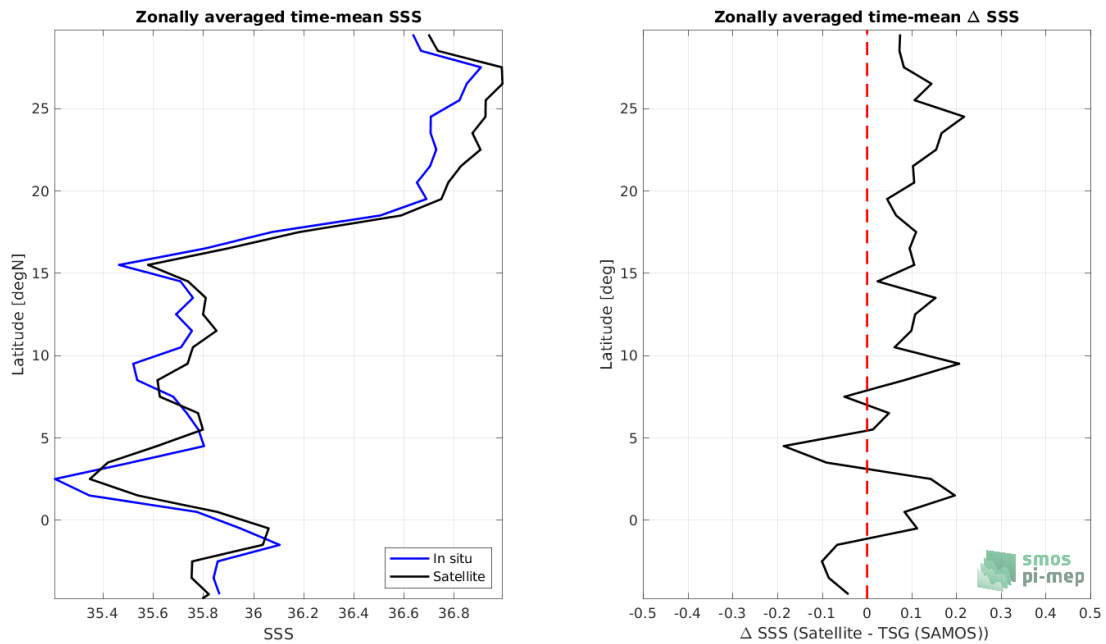 Zonally averaged time-mean SSS
Latitude [degN]
25
20
15
10
5
0
35.4 35.6 35.8 36 36.2 36.4 36.6 36.8
SSS
In situ
Satellite
Zonally averaged time-mean Δ SSS
Latitude [deg]
25
20
15
10
5
0
-0.5 -0.4 -0.3 -0.2 -0.1 0 0.1 0.2 0.3 0.4 0.5
Δ SSS (Satellite - TSG (SAMOS))
smos
pi-mep